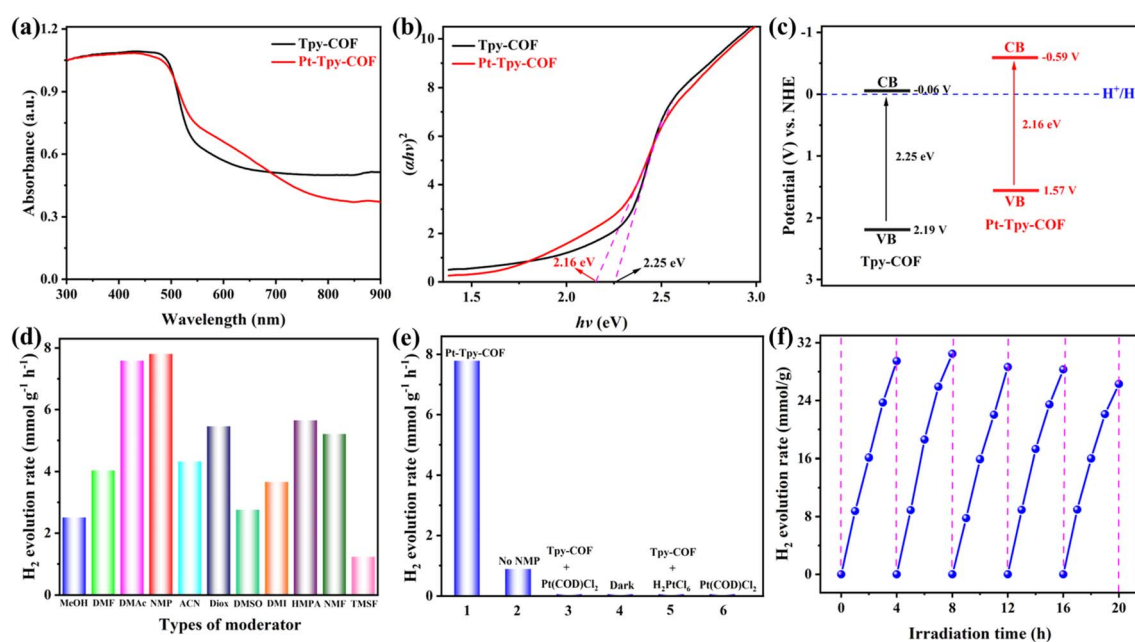 (a)
1.2
0.9
0.6
0.3
0.0
300 400 500 600 700 800 900
Absorbance (a.u.)
Wavelength (nm)
Tpy-COF
Pt-Tpy-COF
(b)
10
8
6
4
2
0
1.5 2.0 2.5 3.0
(αhν)²
hν (eV)
Tpy-COF
Pt-Tpy-COF
2.16 eV
2.25 eV
(c)
-1
0
1
2
3
Potential (V) vs. NHE
CB
-0.59 V
CB
-0.06 V
H⁺/H
2.16 eV
2.25 eV
1.57 V
VB
Pt-Tpy-COF
2.19 V
VB
Tpy-COF
(d)
8
6
4
2
0
H₂ evolution rate (mmol g⁻¹ h⁻¹)
MeOH DMF DMAc NMP ACN Diox DMSO DMI HMPA NMF TMSF
Types of moderator
(e)
8
6
4
2
0
H₂ evolution rate (mmol g⁻¹ h⁻¹)
Pt-Tpy-COF
No NMP
Tpy-COF
+
Pt(COD)Cl₂
Dark
Tpy-COF
+
H₂PtCl₆
Pt(COD)Cl₂
1 2 3 4 5 6
(f)
32
24
16
8
0
H₂ evolution rate (mmol/g)
0 4 8 12 16 20
Irradiation time (h)